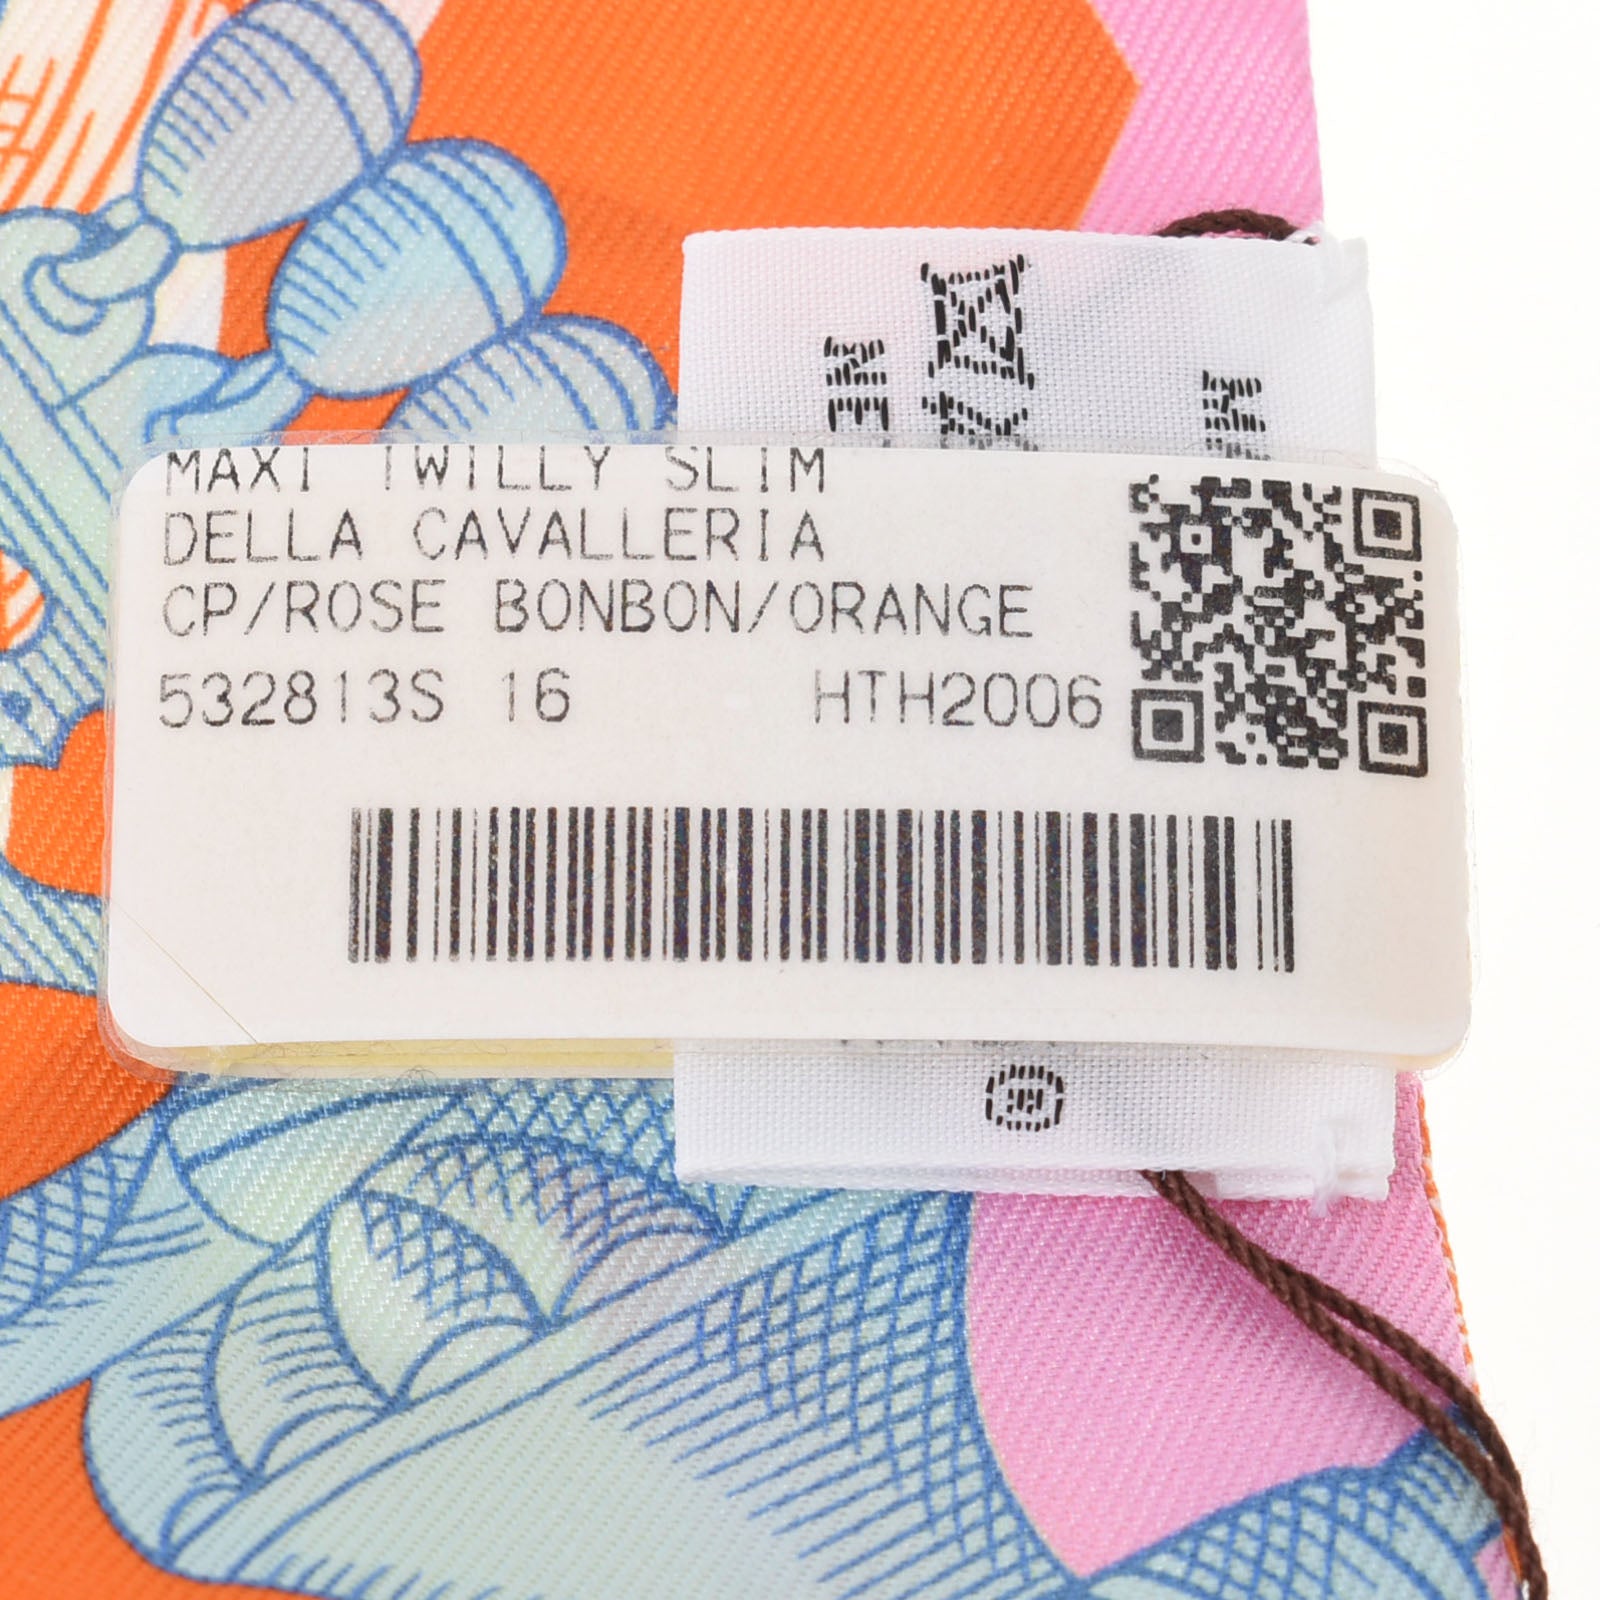 MAXI TWILLY SLIM
DELLA CAVALLERIA
CP/ROSE BONBON/ORANGE
532813S 16 HTH2006